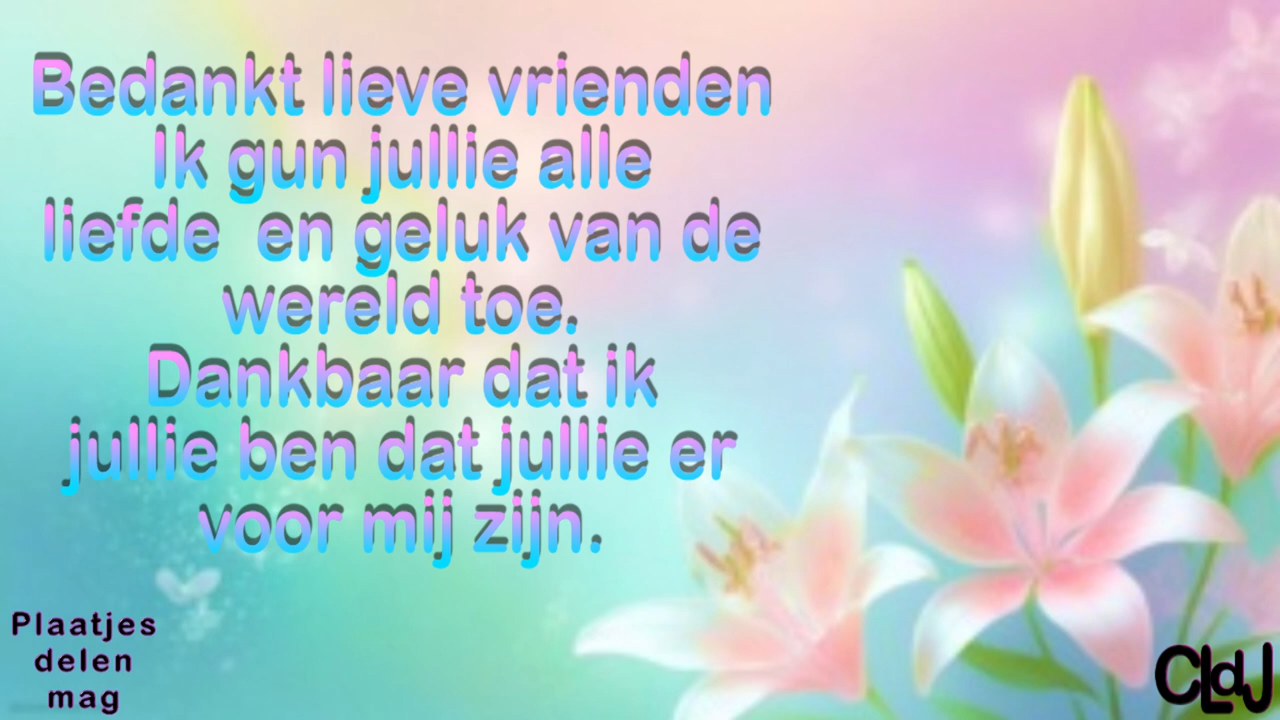 Bedankt lieve vrienden
Ik gun jullie alle
liefde en geluk van de
wereld toe.
Dankbaar dat ik
jullie ben dat jullie er
voor mij zijn.
Plaatjes
delen
mag
CLdJ